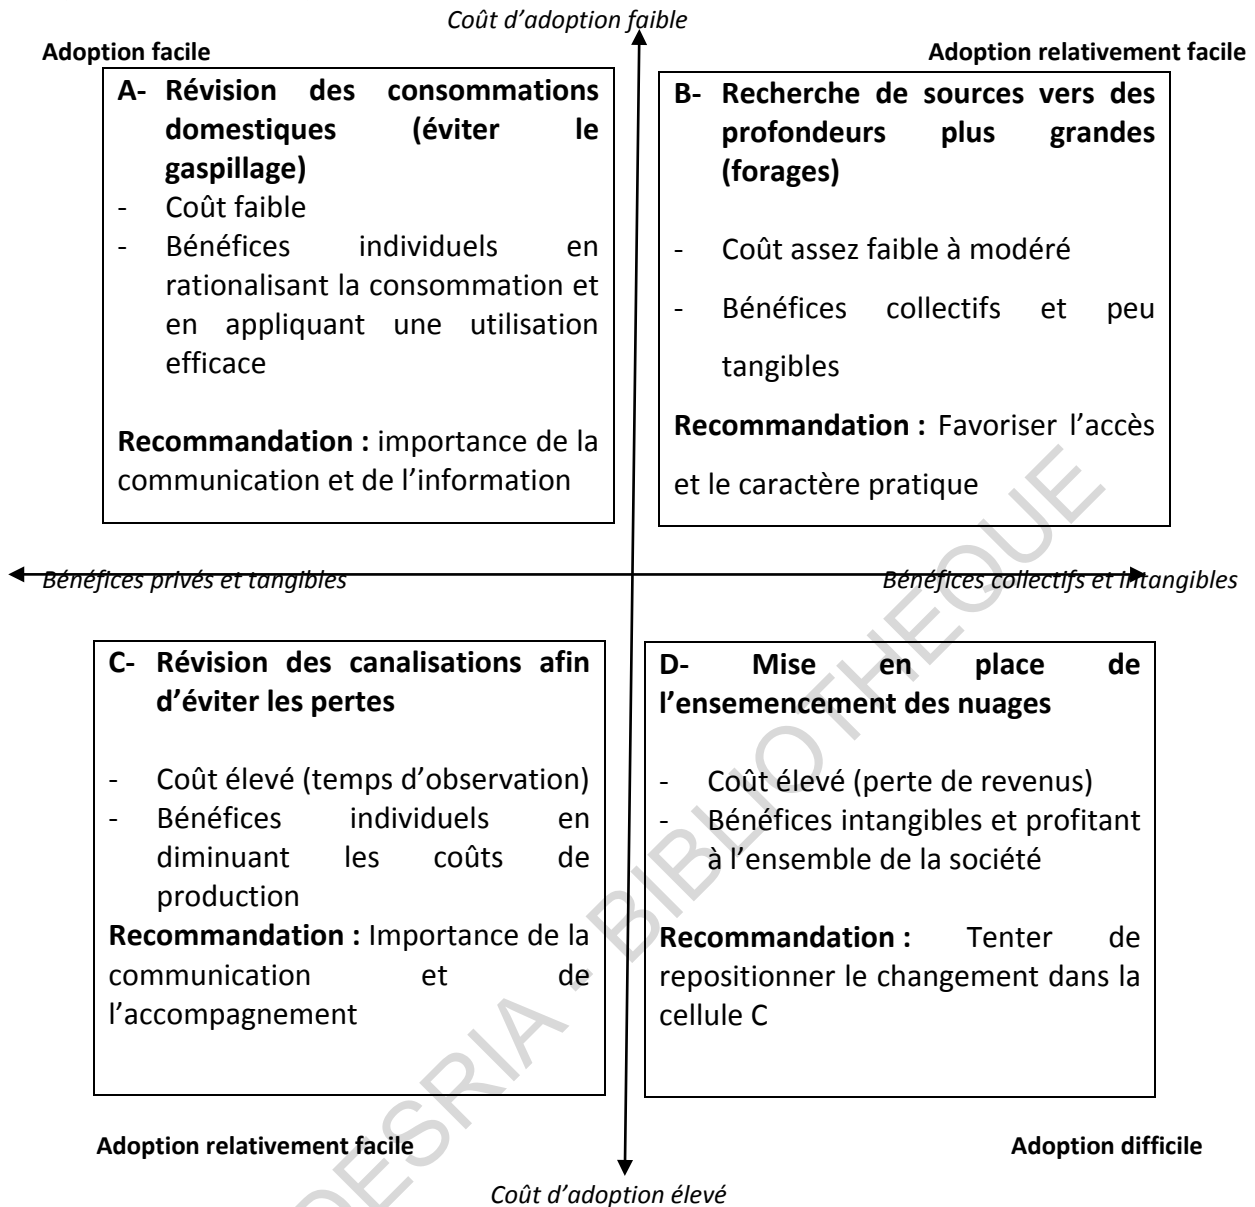 Coût d’adoption faible
Adoption facile
Adoption relativement facile
A- Révision des consommations
domestiques (éviter le
gaspillage)
- Coût faible
- Bénéfices individuels en
rationalisant la consommation et
en appliquant une utilisation
efficace
Recommandation : importance de la
communication et de l’information
B- Recherche de sources vers des
profondeurs plus grandes
(forages)
- Coût assez faible à modéré
- Bénéfices collectifs et peu
tangibles
Recommandation : Favoriser l’accès
et le caractère pratique
Bénéfices privés et tangibles
Bénéfices collectifs et intangibles
C- Révision des canalisations afin
d’éviter les pertes
- Coût élevé (temps d’observation)
- Bénéfices individuels en
diminuant les coûts de
production
Recommandation : Importance de la
communication et de
l’accompagnement
D- Mise en place de
l’ensemencement des nuages
- Coût élevé (perte de revenus)
- Bénéfices intangibles et profitant
à l’ensemble de la société
Recommandation : Tenter de
repositionner le changement dans la
cellule C
Adoption relativement facile
Adoption difficile
Coût d’adoption élevé
DESRIA - BIBLIOTHEQUE